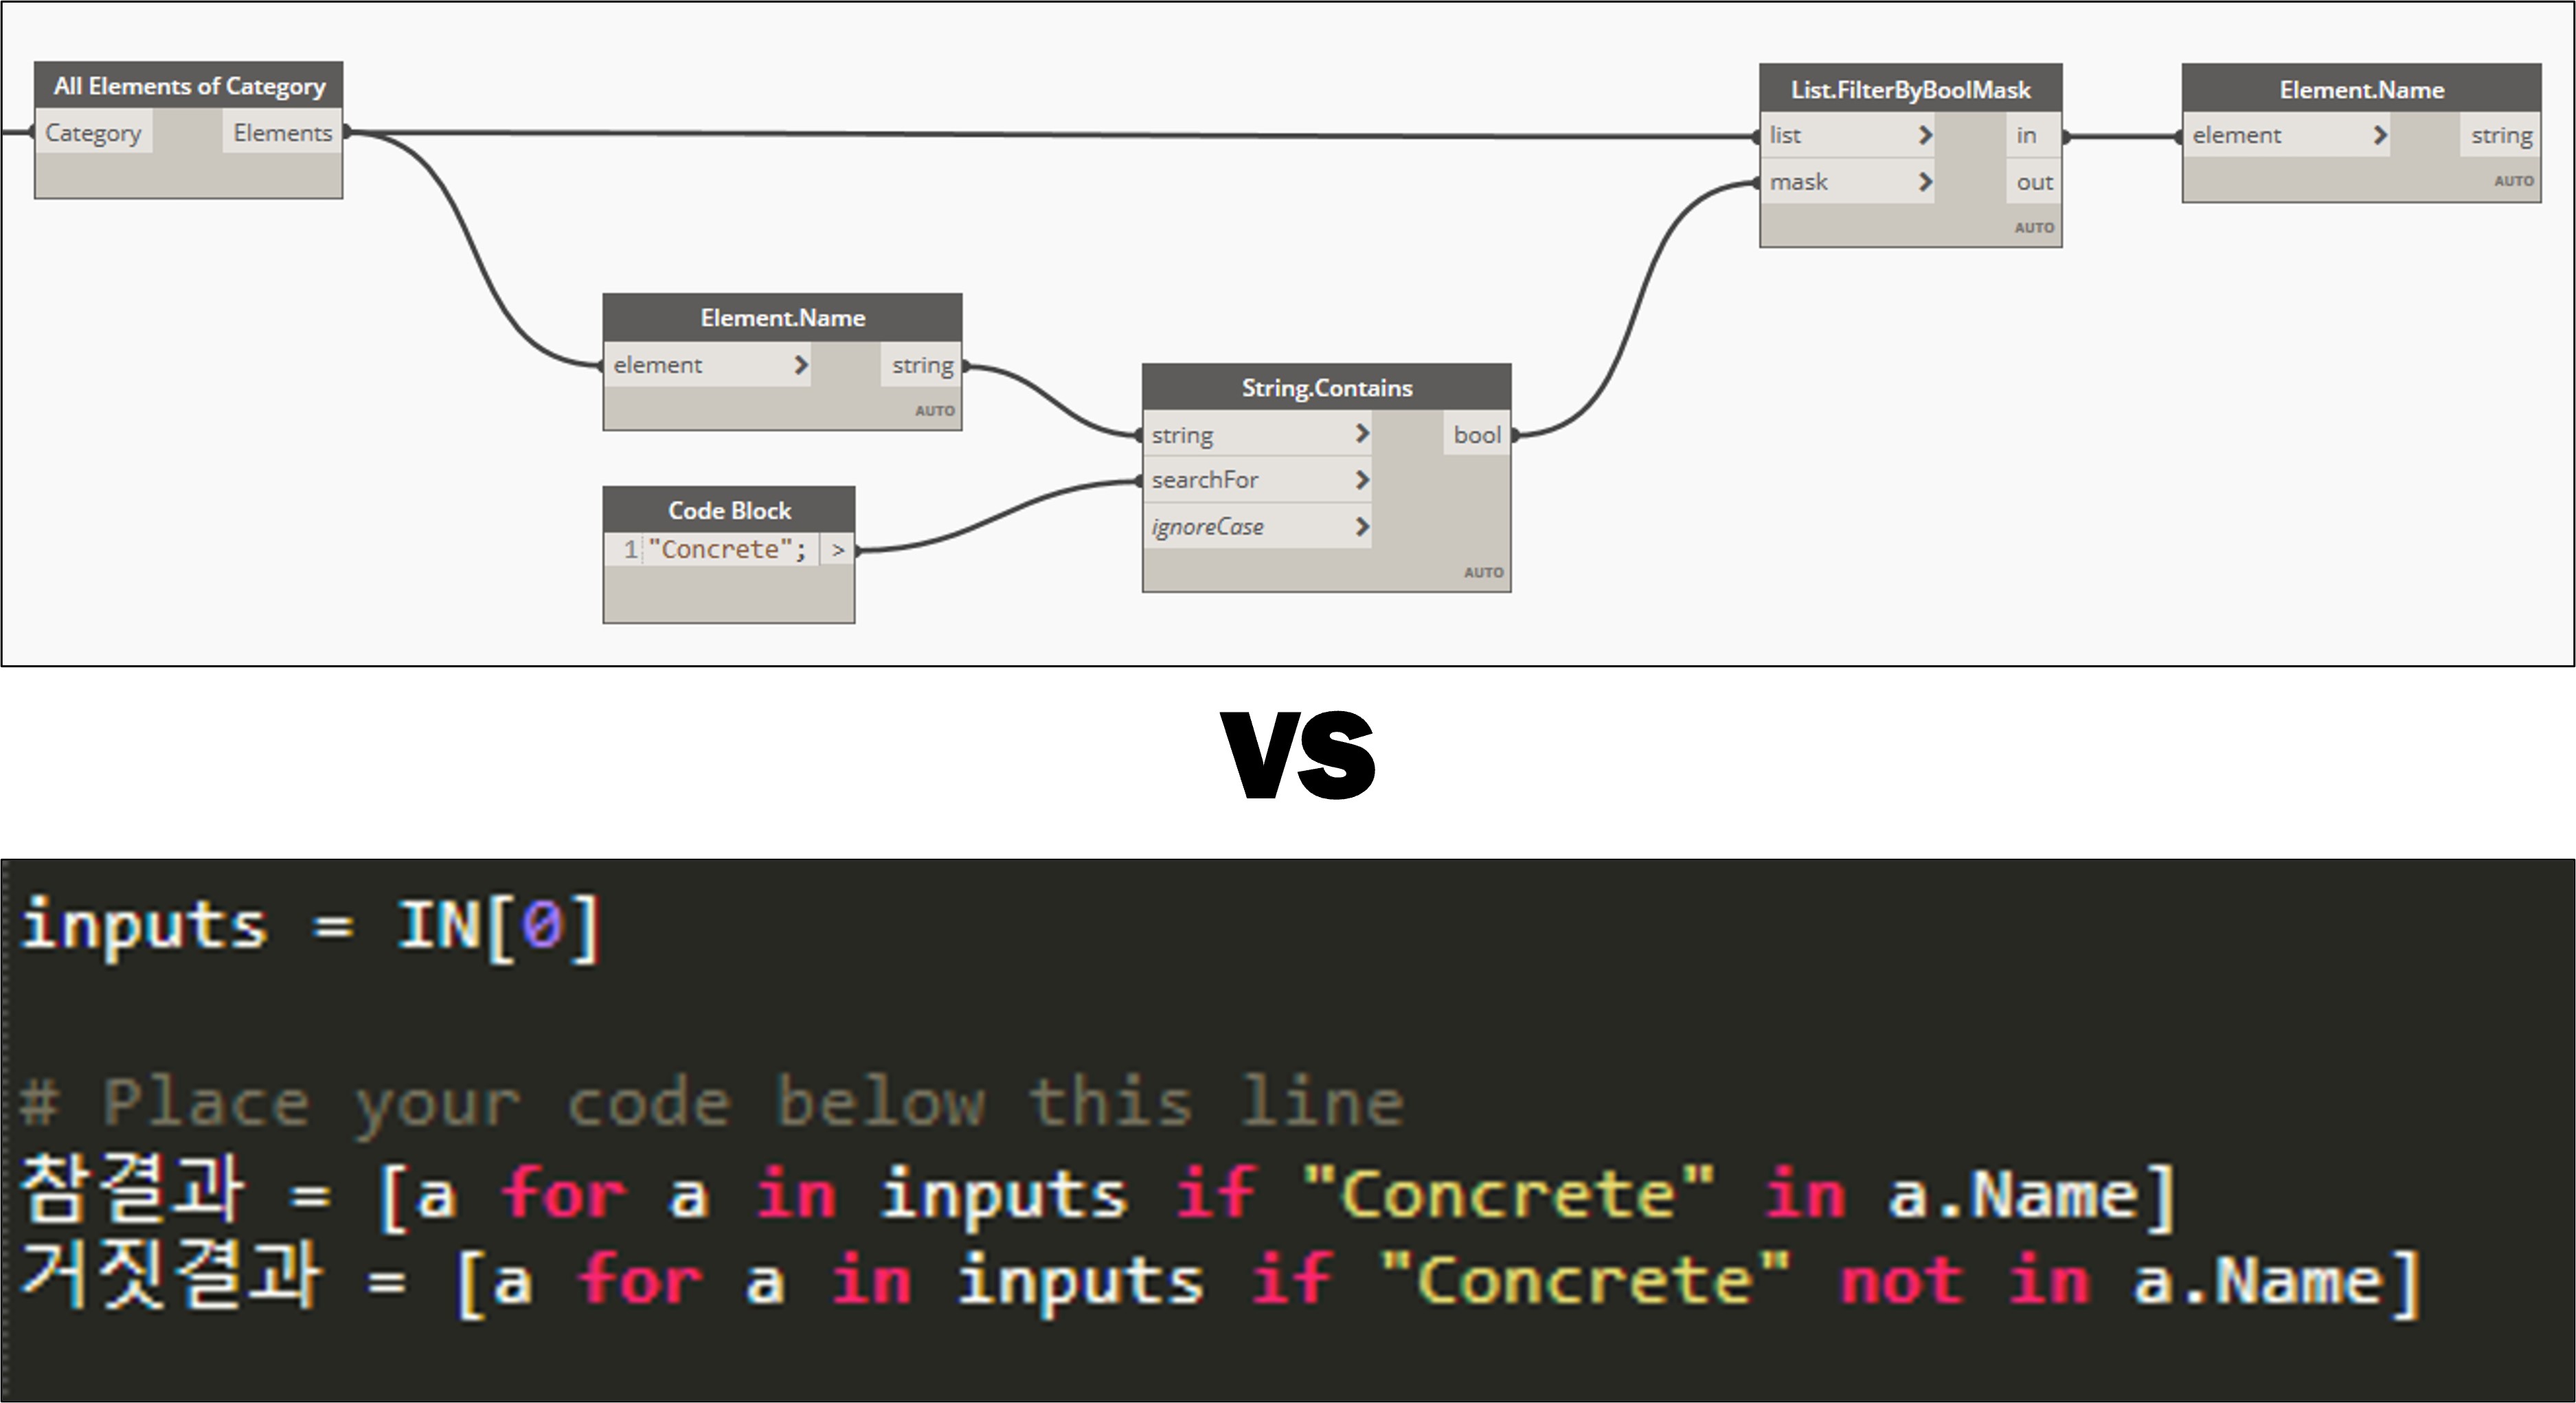 All Elements of Category
Category Elements
List.FilterByBoolMask
list > in
mask > out
AUTO
Element.Name
element > string
AUTO
Element.Name
element > string
AUTO
Code Block
1 "Concrete"; >
String.Contains
string > bool
searchFor >
ignoreCase >
AUTO
VS
inputs = IN[0]
# Place your code below this line
참결과 = [a for a in inputs if "Concrete" in a.Name]
거짓결과 = [a for a in inputs if "Concrete" not in a.Name]